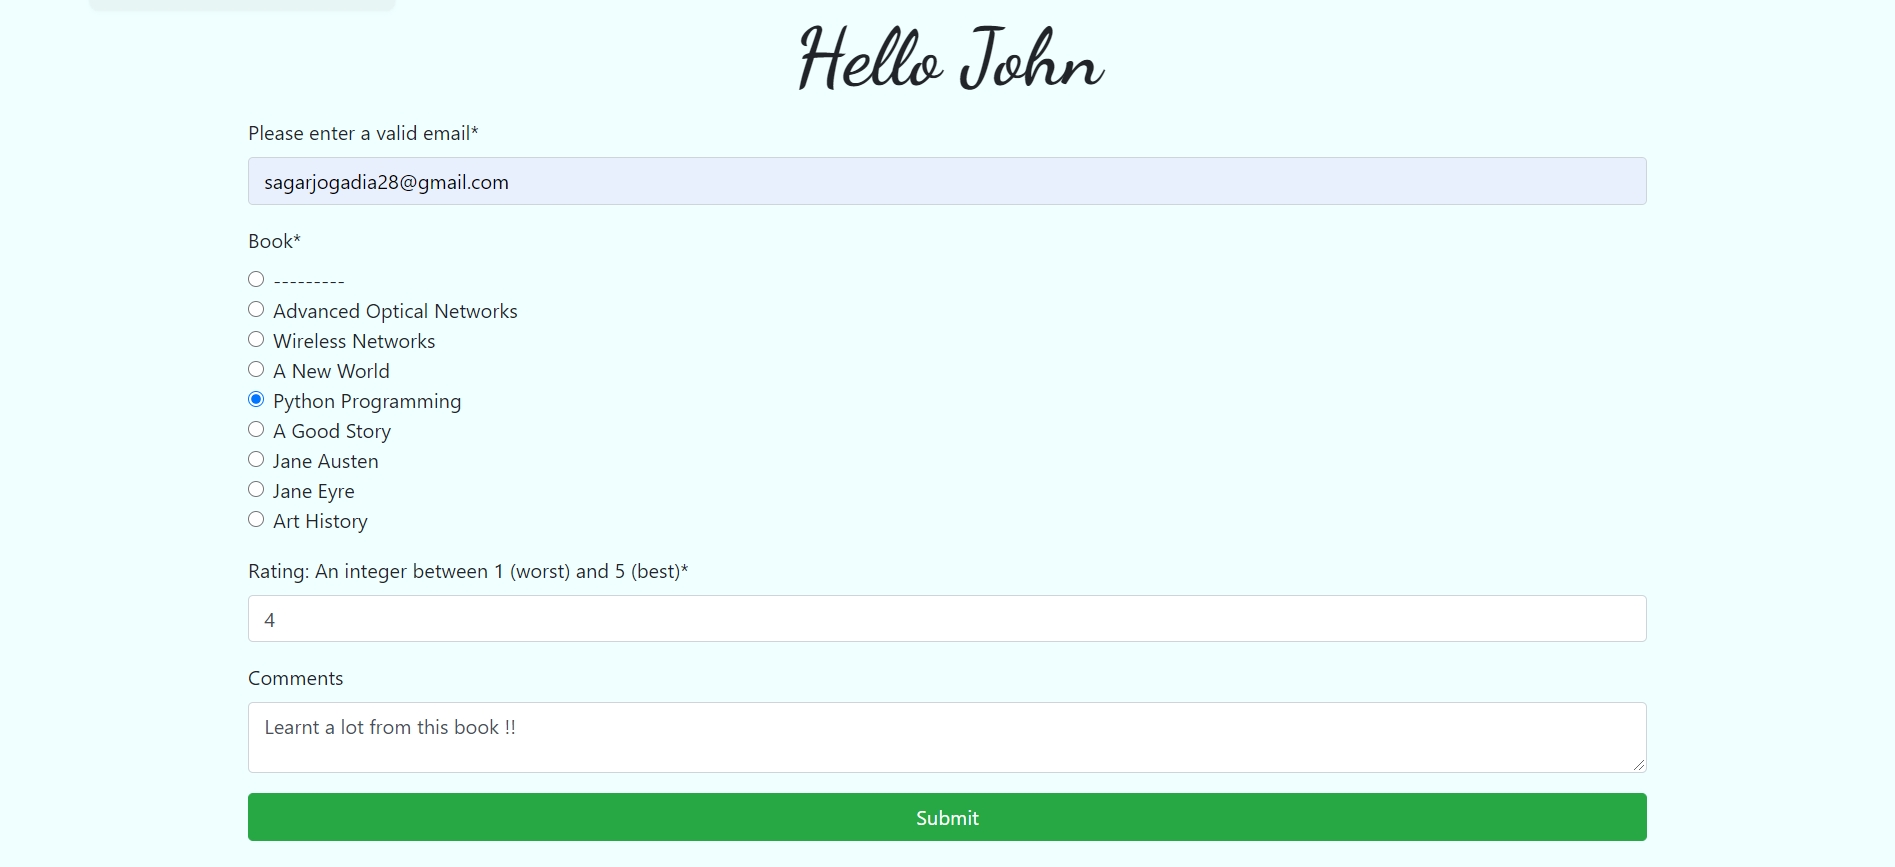 Hello John
Please enter a valid email*
sagarjogadia28@gmail.com
Book*
---------
Advanced Optical Networks
Wireless Networks
A New World
Python Programming
A Good Story
Jane Austen
Jane Eyre
Art History
Rating: An integer between 1 (worst) and 5 (best)*
4
Comments
Learnt a lot from this book !!
Submit